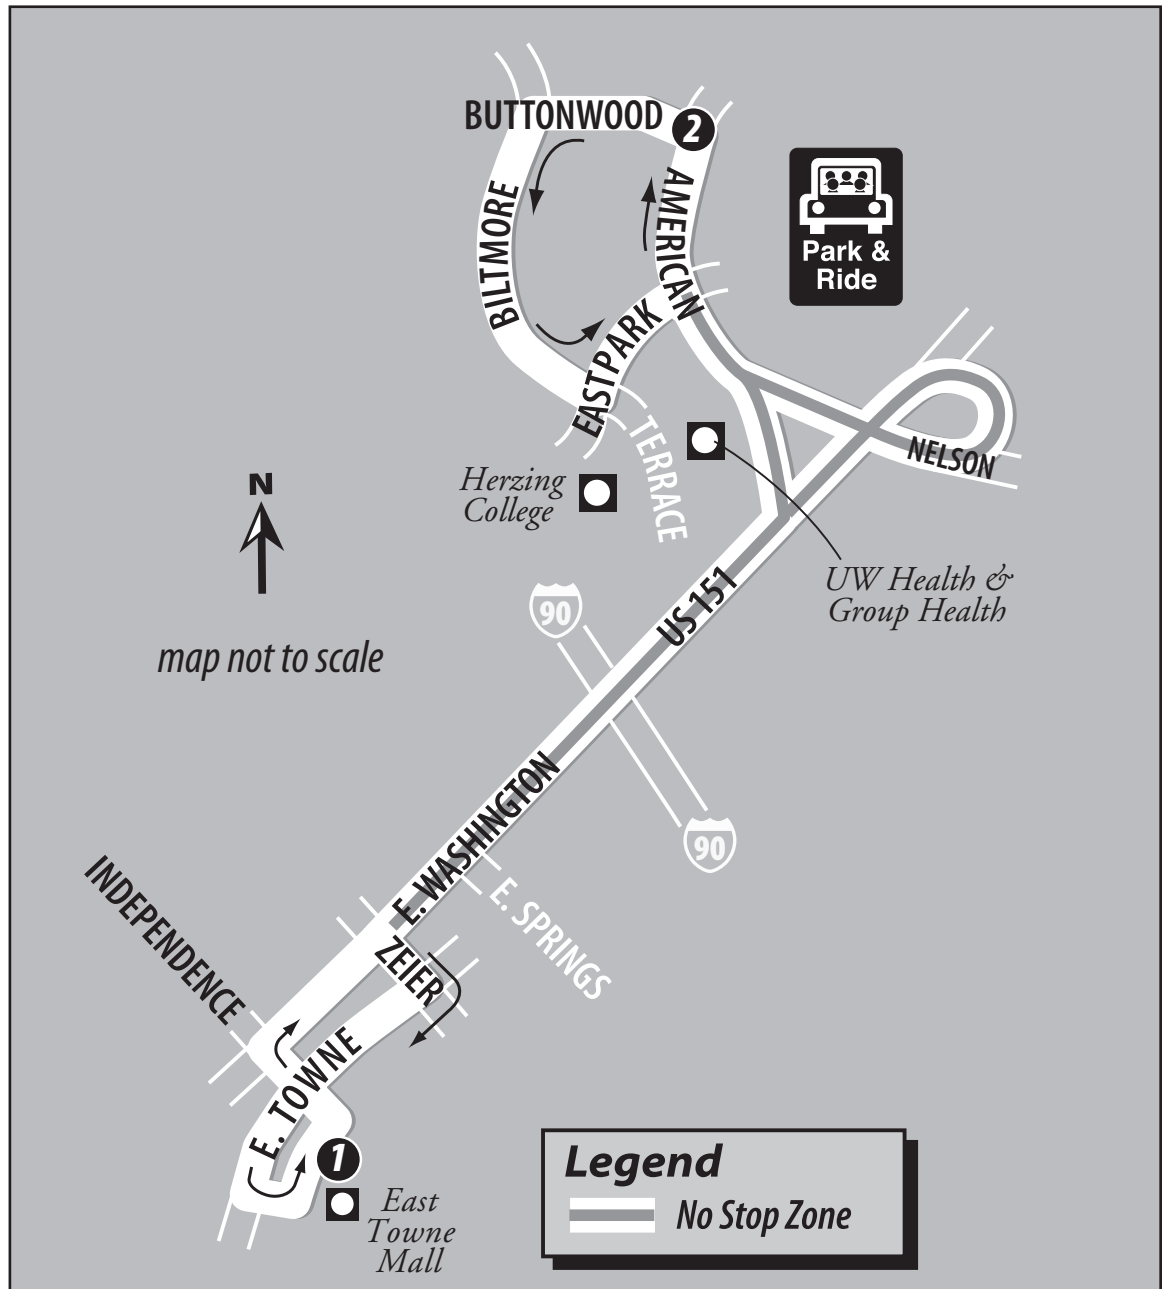 BUTTONWOOD
2
AMERICAN
BILTMORE
Park &
Ride
EASTPARK
TERRACE
NELSON
Herzing
College
N
UW Health &
Group Health
map not to scale
90
US 151
90
E. WASHINGTON
E. SPRINGS
INDEPENDENCE
ZEIER
E. TOWNE
1
East
Towne
Mall
Legend
No Stop Zone